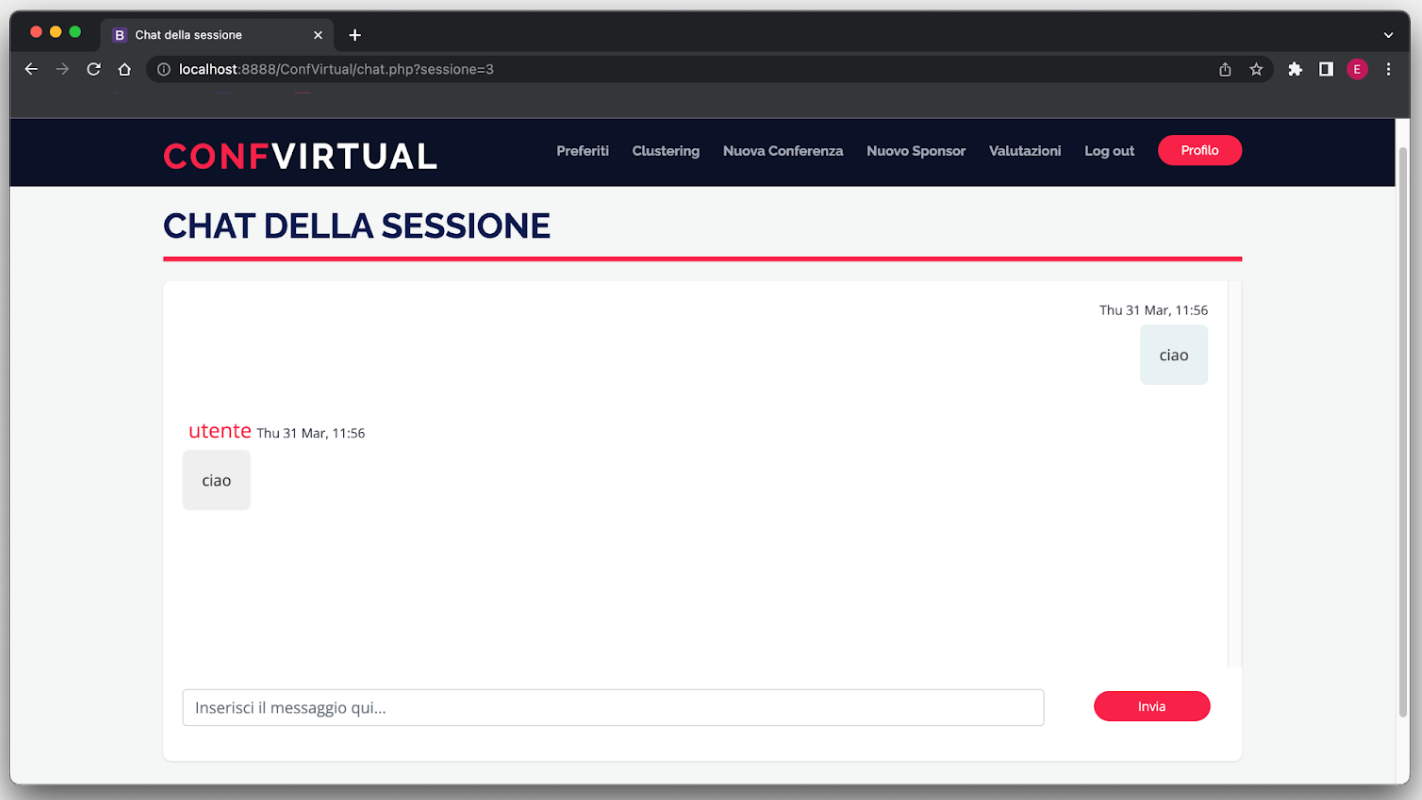 Chat della sessione
localhost:8888/ConfVirtual/chat.php?sessione=3
E
CONFVIRTUAL
Preferiti Clustering Nuova Conferenza Nuovo Sponsor Valutazioni Log out Profilo
CHAT DELLA SESSIONE
Thu 31 Mar, 11:56
ciao
utente Thu 31 Mar, 11:56
ciao
Inserisci il messaggio qui... Invia